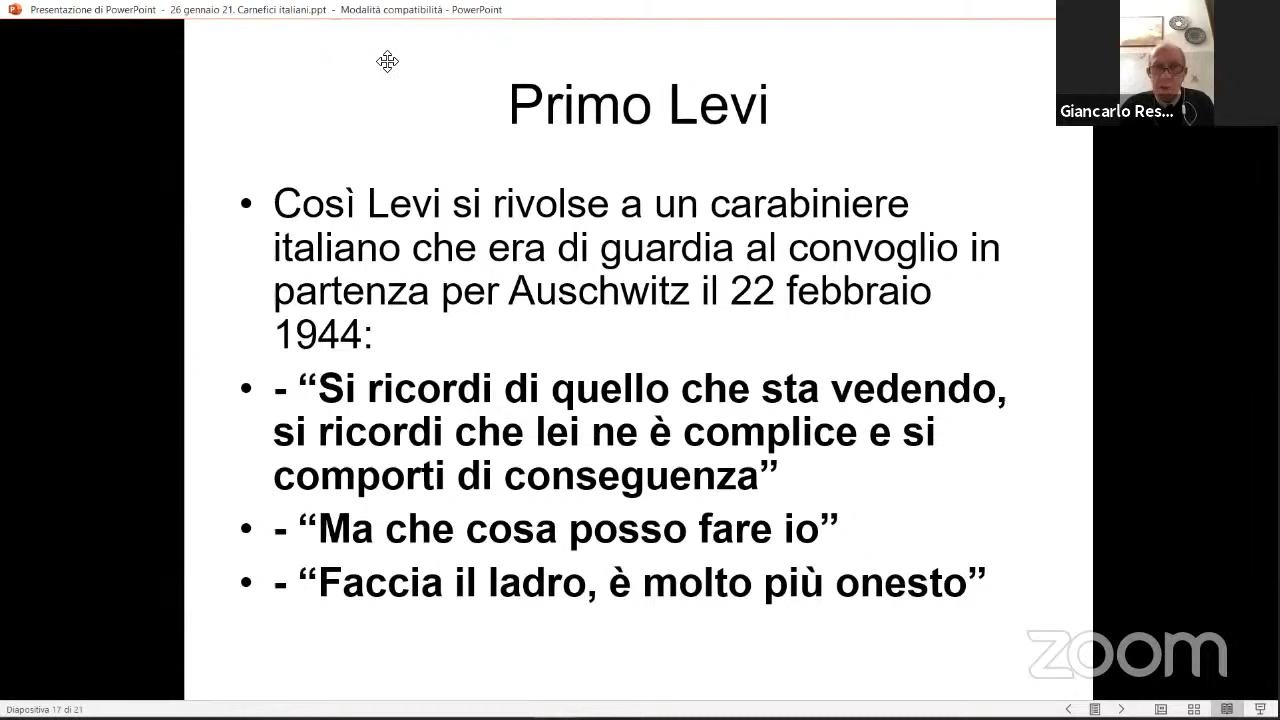 Presentazione di PowerPoint - 26 gennaio 21. Carnefici italiani.ppt - Modalità compatibilità - PowerPoint
Giancarlo Res...
Primo Levi
• Così Levi si rivolse a un carabiniere
italiano che era di guardia al convoglio in
partenza per Auschwitz il 22 febbraio
1944:
• - “Si ricordi di quello che sta vedendo,
si ricordi che lei ne è complice e si
comporti di conseguenza”
• - “Ma che cosa posso fare io”
• - “Faccia il ladro, è molto più onesto”
zoom
Diapositiva 17 di 21